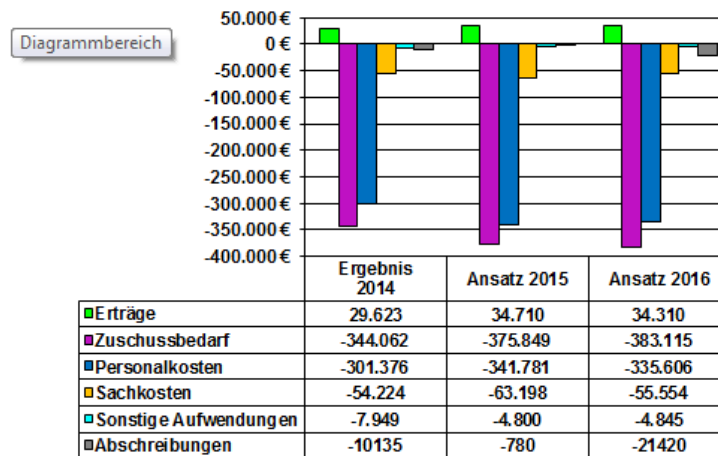 50.000 €
Diagrammbereich
0 €
-50.000 €
-100.000 €
-150.000 €
-200.000 €
-250.000 €
-300.000 €
-350.000 €
-400.000 €
Ergebnis 2014 Ansatz 2015 Ansatz 2016
Erträge 29.623 34.710 34.310
Zuschussbedarf -344.062 -375.849 -383.115
Personalkosten -301.376 -341.781 -335.606
Sachkosten -54.224 -63.198 -55.554
Sonstige Aufwendungen -7.949 -4.800 -4.845
Abschreibungen -10135 -780 -21420